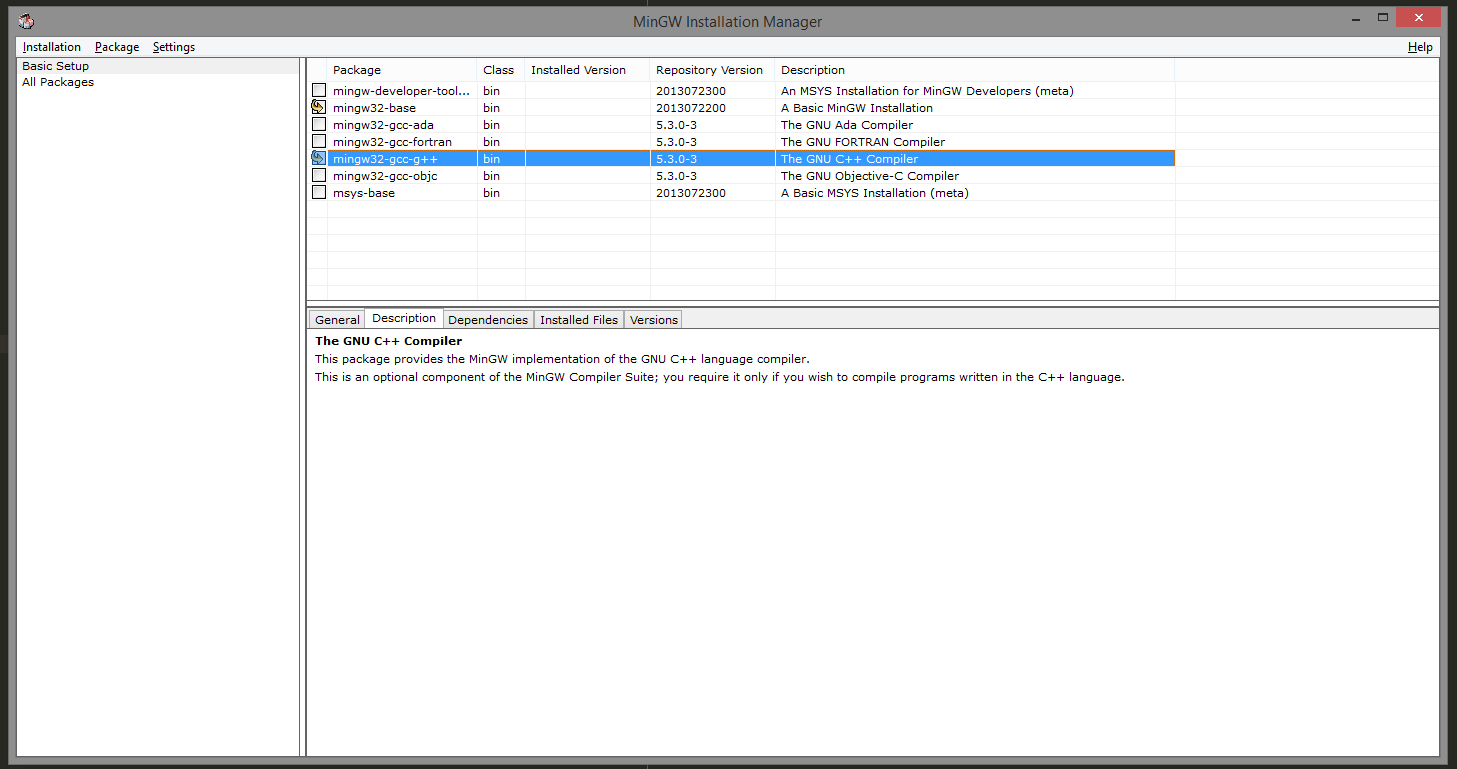 MinGW Installation Manager
Installation Package Settings Help
Basic Setup
All Packages
Package Class Installed Version Repository Version Description
mingw-developer-tool... bin 2013072300 An MSYS Installation for MinGW Developers (meta)
mingw32-base bin 2013072200 A Basic MinGW Installation
mingw32-gcc-ada bin 5.3.0-3 The GNU Ada Compiler
mingw32-gcc-fortran bin 5.3.0-3 The GNU FORTRAN Compiler
mingw32-gcc-g++ bin 5.3.0-3 The GNU C++ Compiler
mingw32-gcc-objc bin 5.3.0-3 The GNU Objective-C Compiler
msys-base bin 2013072300 A Basic MSYS Installation (meta)
General Description Dependencies Installed Files Versions
The GNU C++ Compiler
This package provides the MinGW implementation of the GNU C++ language compiler.
This is an optional component of the MinGW Compiler Suite; you require it only if you wish to compile programs written in the C++ language.